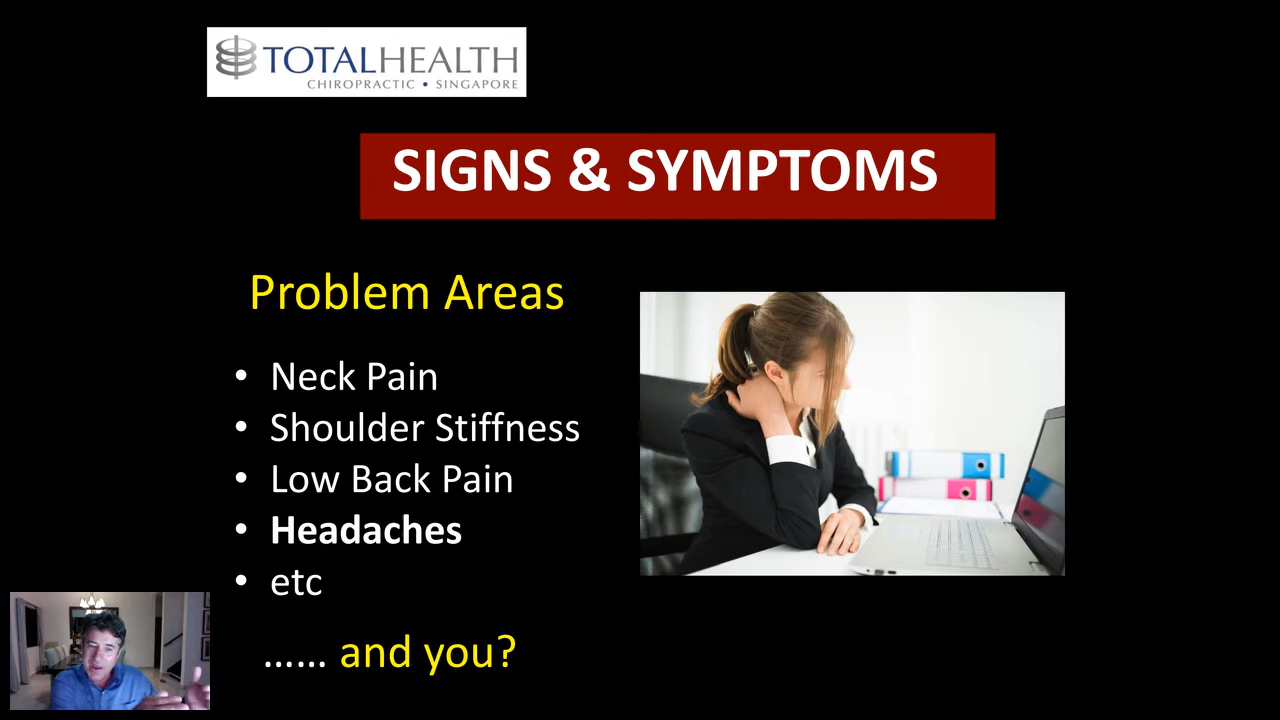 TOTALHEALTH
CHIROPRACTIC • SINGAPORE
SIGNS & SYMPTOMS
Problem Areas
• Neck Pain
• Shoulder Stiffness
• Low Back Pain
• Headaches
• etc
...... and you?